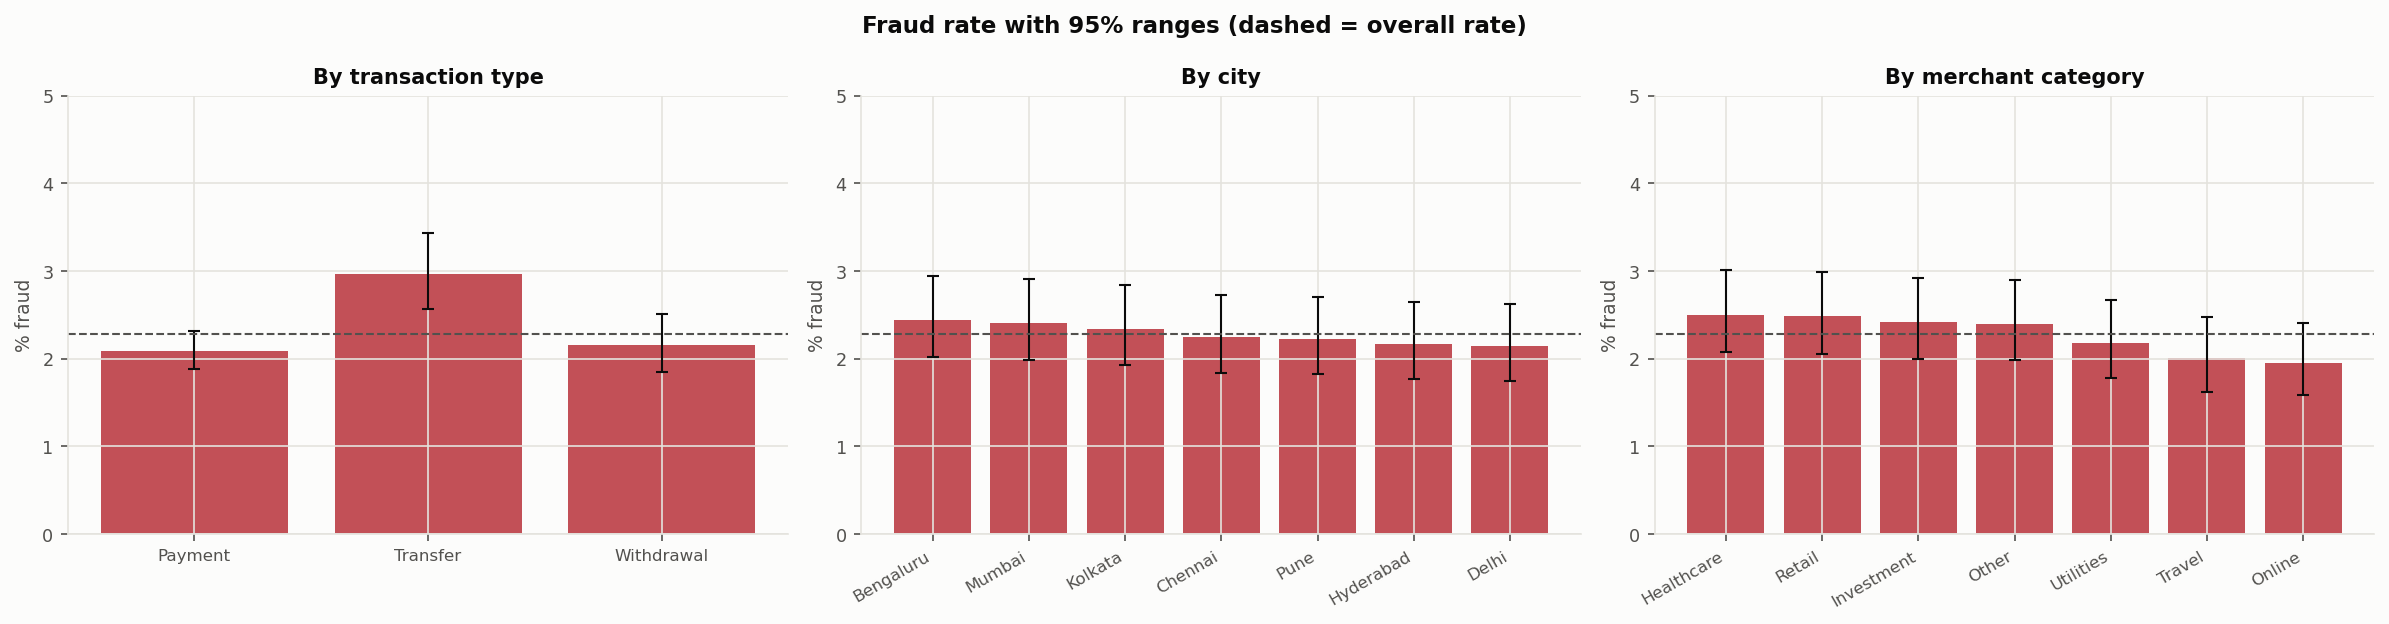 Fraud rate with 95% ranges (dashed = overall rate)
By transaction type
% fraud
5
4
3
2
1
0
Payment Transfer Withdrawal
By city
% fraud
5
4
3
2
1
0
Bengaluru Mumbai Kolkata Chennai Pune Hyderabad Delhi
By merchant category
% fraud
5
4
3
2
1
0
Healthcare Retail Investment Other Utilities Travel Online